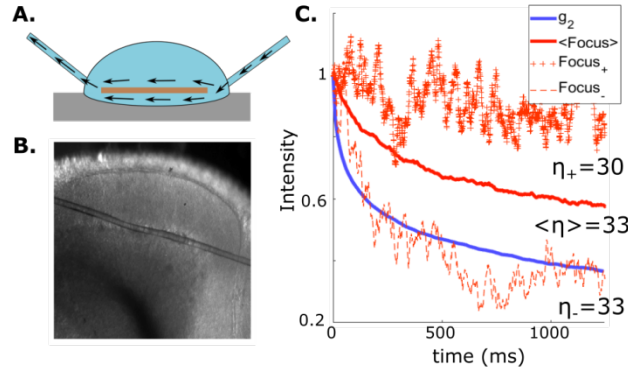 A.
B.
C.
g₂
<Focus>
Focus₊
Focus₋
Intensity
1
0.6
0.2
η₊=30
<η>=33
η₋=33
0
500
1000
time (ms)